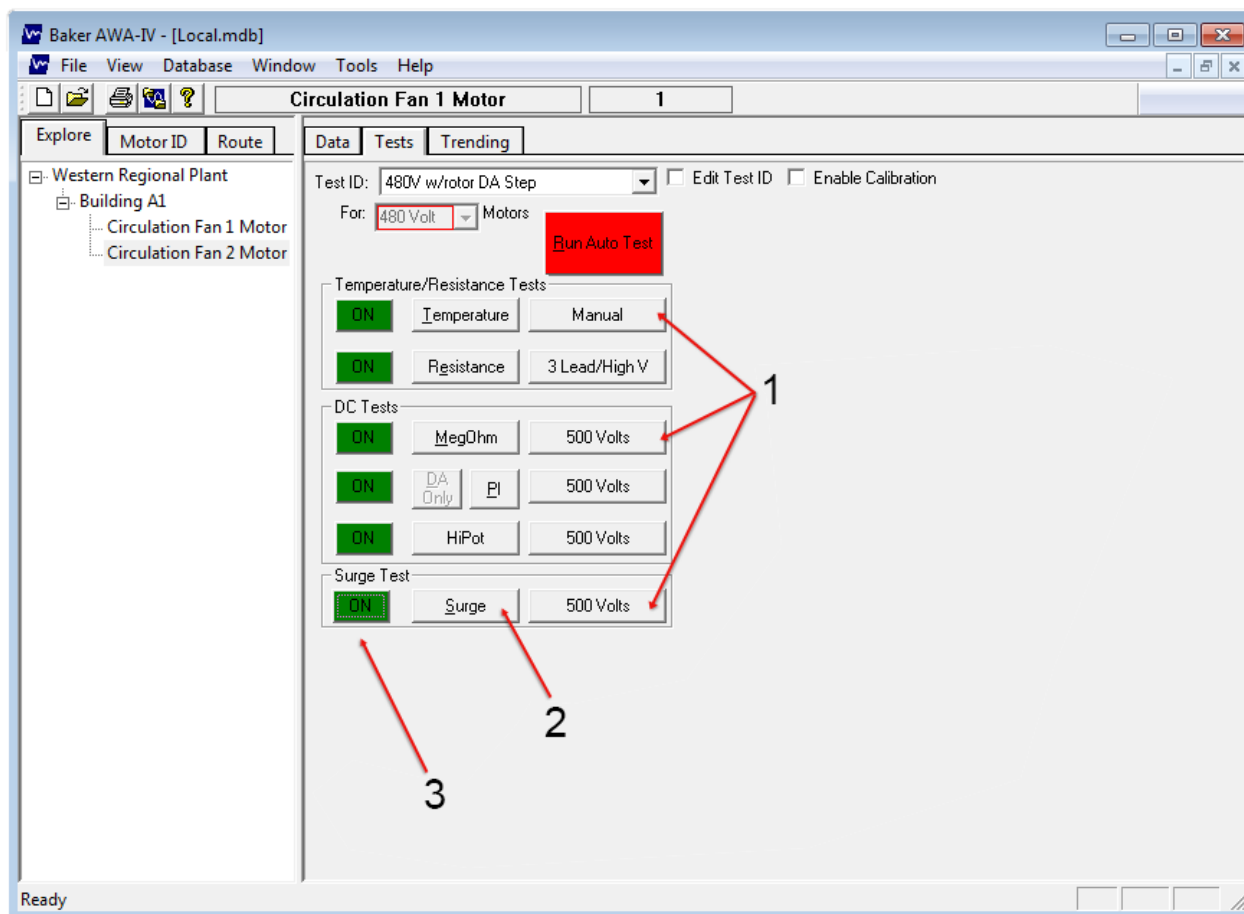 Baker AWA-IV - [Local.mdb]
File View Database Window Tools Help
Circulation Fan 1 Motor 1
Explore Motor ID Route
Data Tests Trending
Western Regional Plant
Building A1
Circulation Fan 1 Motor
Circulation Fan 2 Motor
Test ID: 480V w/rotor DA Step Edit Test ID Enable Calibration
For: 480 Volt Motors
Run Auto Test
Temperature/Resistance Tests
ON Temperature Manual
ON Resistance 3 Lead/High V
DC Tests
ON MegOhm 500 Volts
ON DA Only PI 500 Volts
ON HiPot 500 Volts
Surge Test
ON Surge 500 Volts
1
2
3
Ready